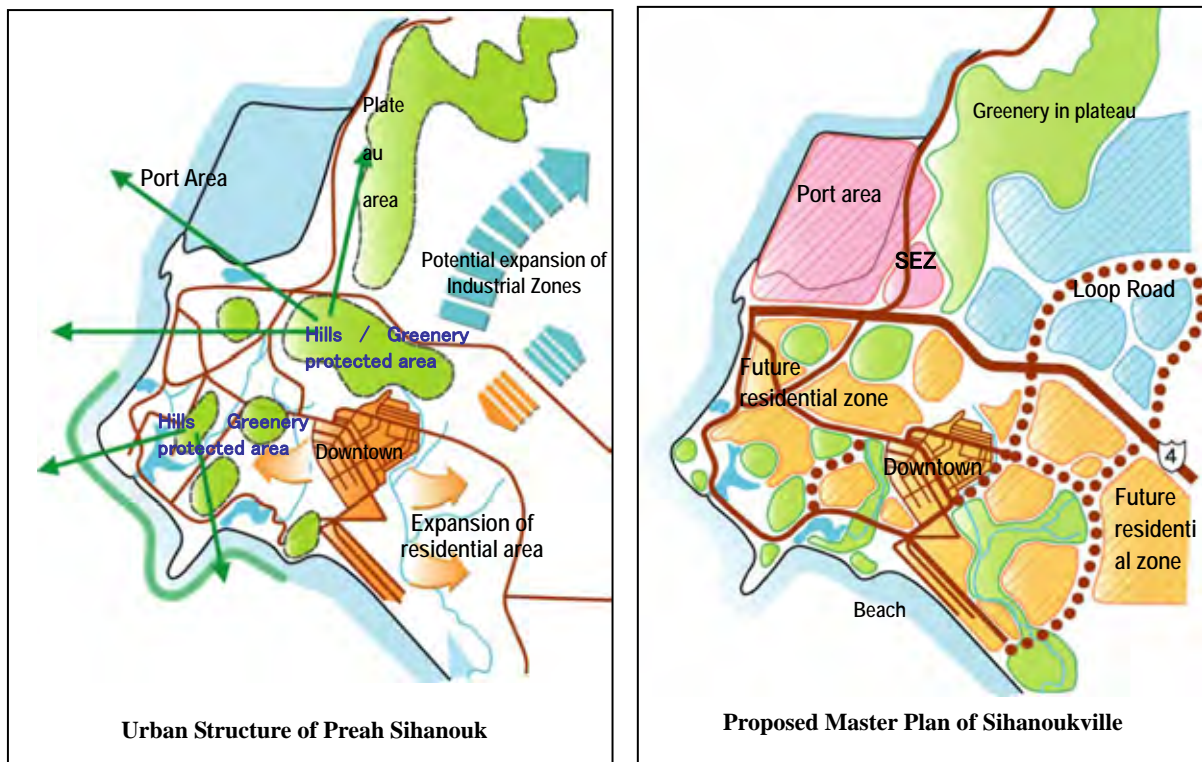 Plate
au
area
Port Area
Potential expansion of
Industrial Zones
Hills / Greenery
protected area
Hills Greenery
protected area
Downtown
Expansion of
residential area
Urban Structure of Preah Sihanouk
Greenery in plateau
Port area
SEZ
Loop Road
Future
residential zone
Downtown
4
Future
residenti
al zone
Beach
Proposed Master Plan of Sihanoukville